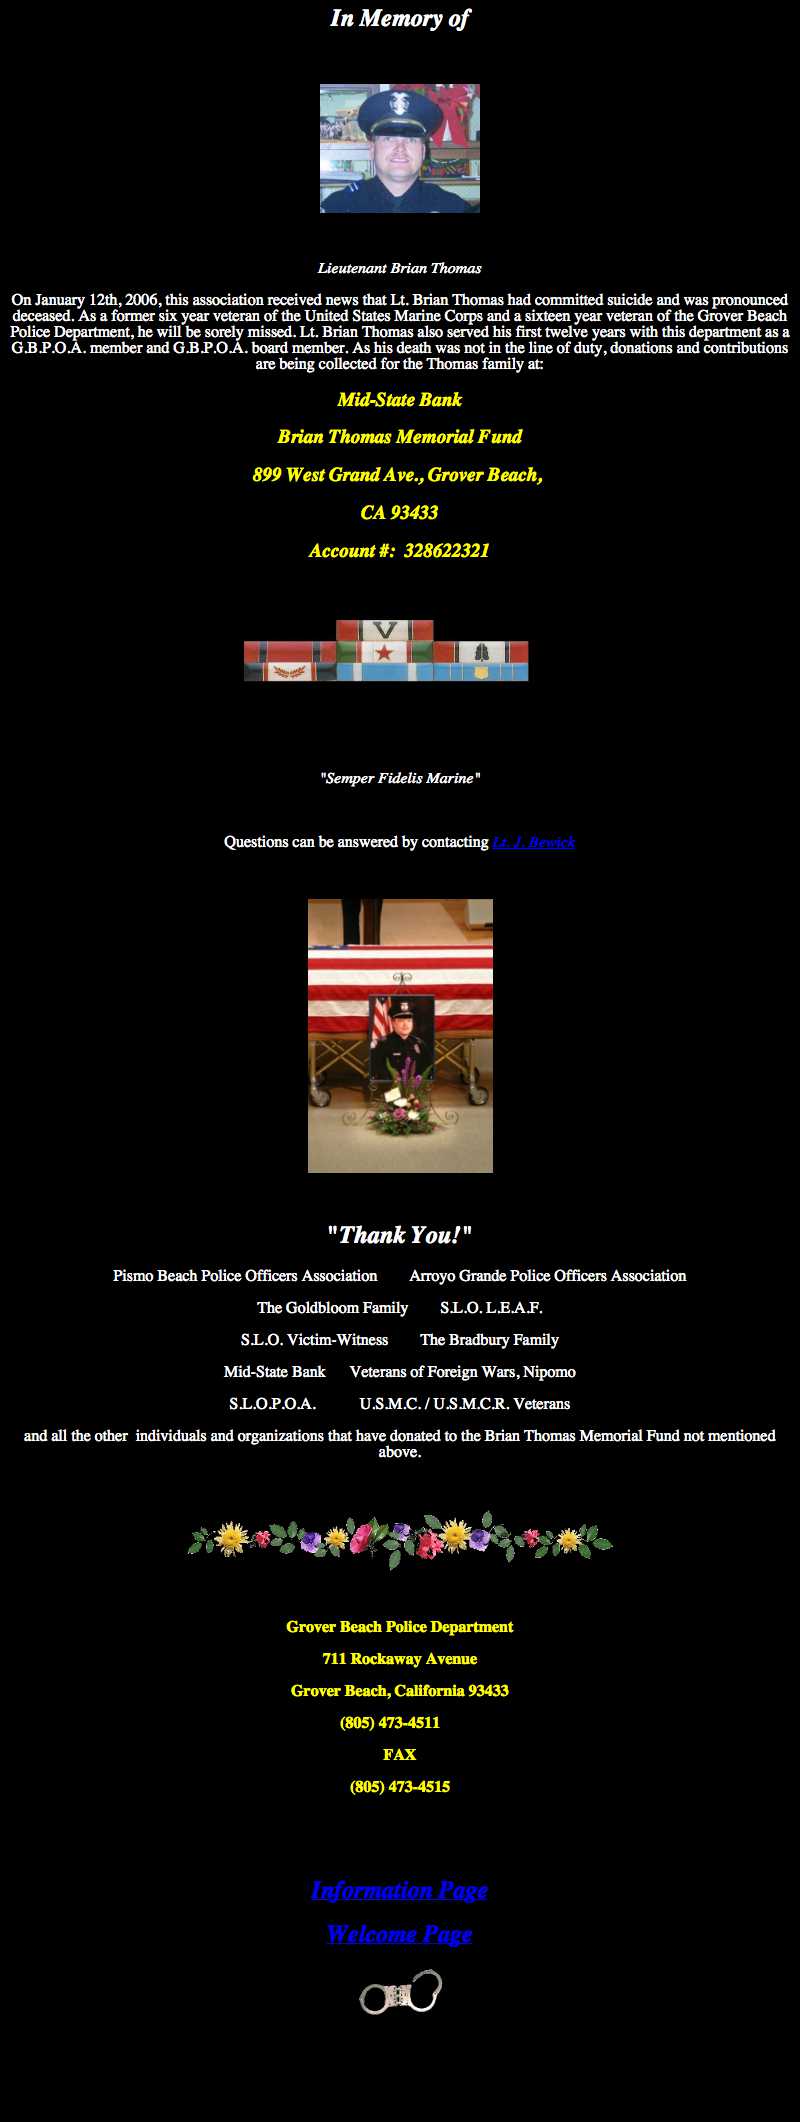 In Memory of
Lieutenant Brian Thomas
On January 12th, 2006, this association received news that Lt. Brian Thomas had committed suicide and was pronounced
deceased. As a former six year veteran of the United States Marine Corps and a sixteen year veteran of the Grover Beach
Police Department, he will be sorely missed. Lt. Brian Thomas also served his first twelve years with this department as a
G.B.P.O.A. member and G.B.P.O.A. board member. As his death was not in the line of duty, donations and contributions
are being collected for the Thomas family at:
Mid-State Bank
Brian Thomas Memorial Fund
899 West Grand Ave., Grover Beach,
CA 93433
Account #:  328622321
V
"Semper Fidelis Marine"
Questions can be answered by contacting Lt. J. Bewick
"Thank You!"
Pismo Beach Police Officers Association Arroyo Grande Police Officers Association
The Goldbloom Family S.L.O. L.E.A.F.
S.L.O. Victim-Witness The Bradbury Family
Mid-State Bank Veterans of Foreign Wars, Nipomo
S.L.O.P.O.A. U.S.M.C. / U.S.M.C.R. Veterans
and all the other  individuals and organizations that have donated to the Brian Thomas Memorial Fund not mentioned
above.
Grover Beach Police Department
711 Rockaway Avenue
Grover Beach, California 93433
(805) 473-4511
FAX
(805) 473-4515
Information Page
Welcome Page